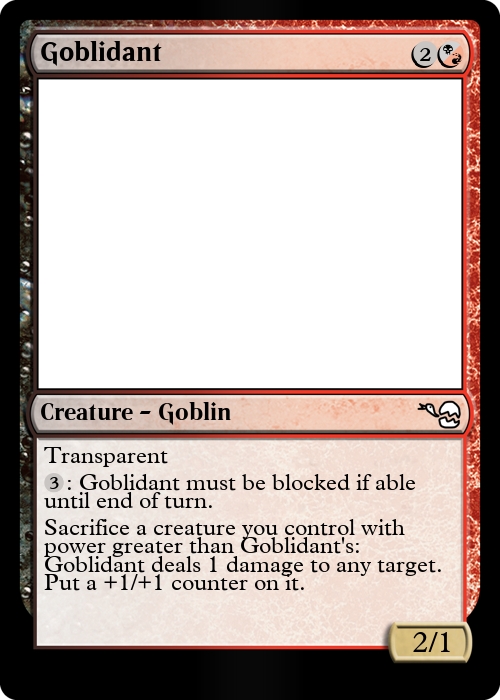 Goblidant 2
Creature – Goblin
Transparent
3: Goblidant must be blocked if able
until end of turn.
Sacrifice a creature you control with
power greater than Goblidant's:
Goblidant deals 1 damage to any target.
Put a +1/+1 counter on it.
2/1